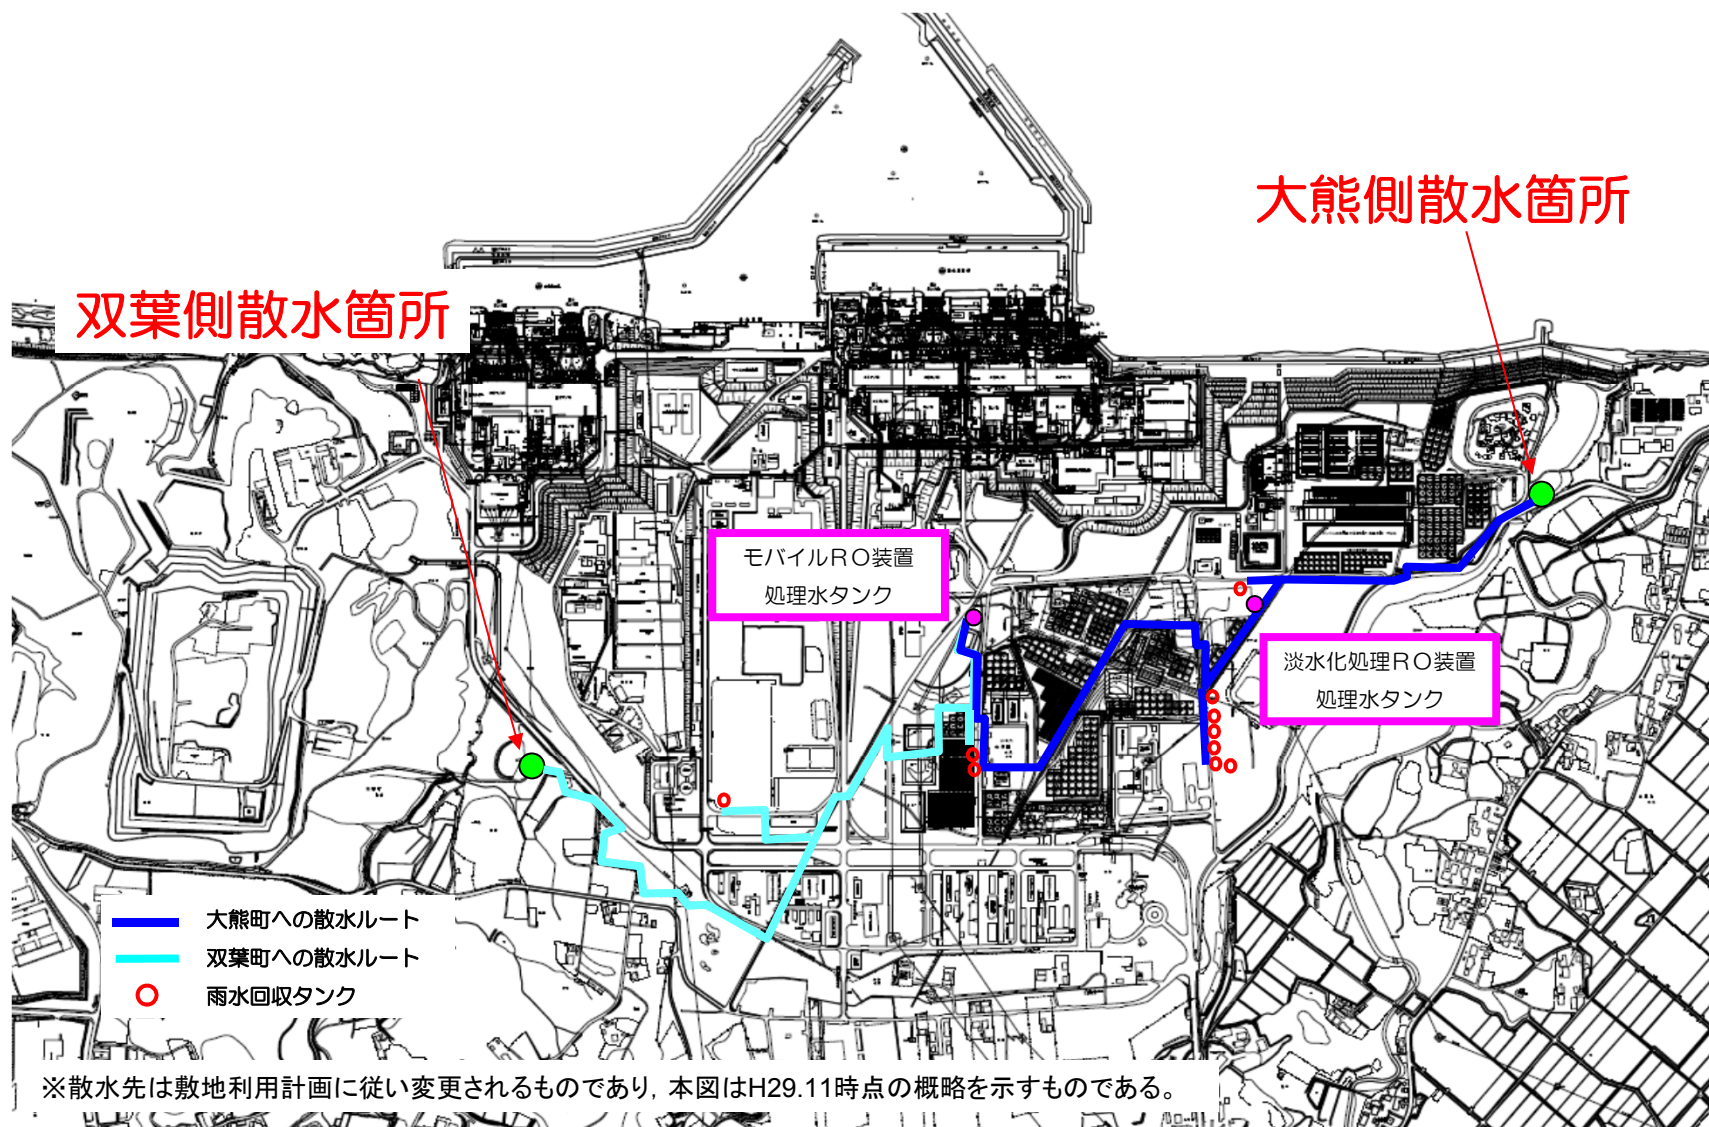 大熊側散水箇所
双葉側散水箇所
モバイルRO装置
処理水タンク
淡水化処理RO装置
処理水タンク
大熊町への散水ルート
双葉町への散水ルート
雨水回収タンク
※散水先は敷地利用計画に従い変更されるものであり，本図はH29.11時点の概略を示すものである。